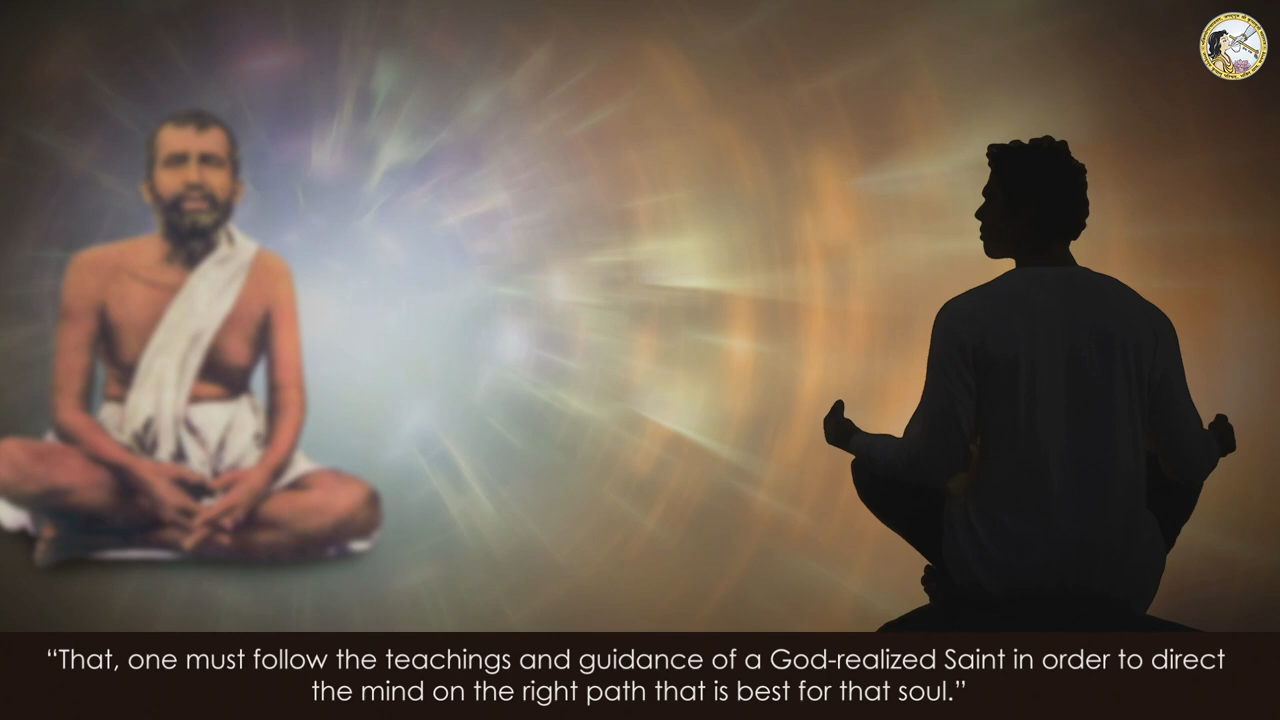 “That, one must follow the teachings and guidance of a God-realized Saint in order to direct
the mind on the right path that is best for that soul.”